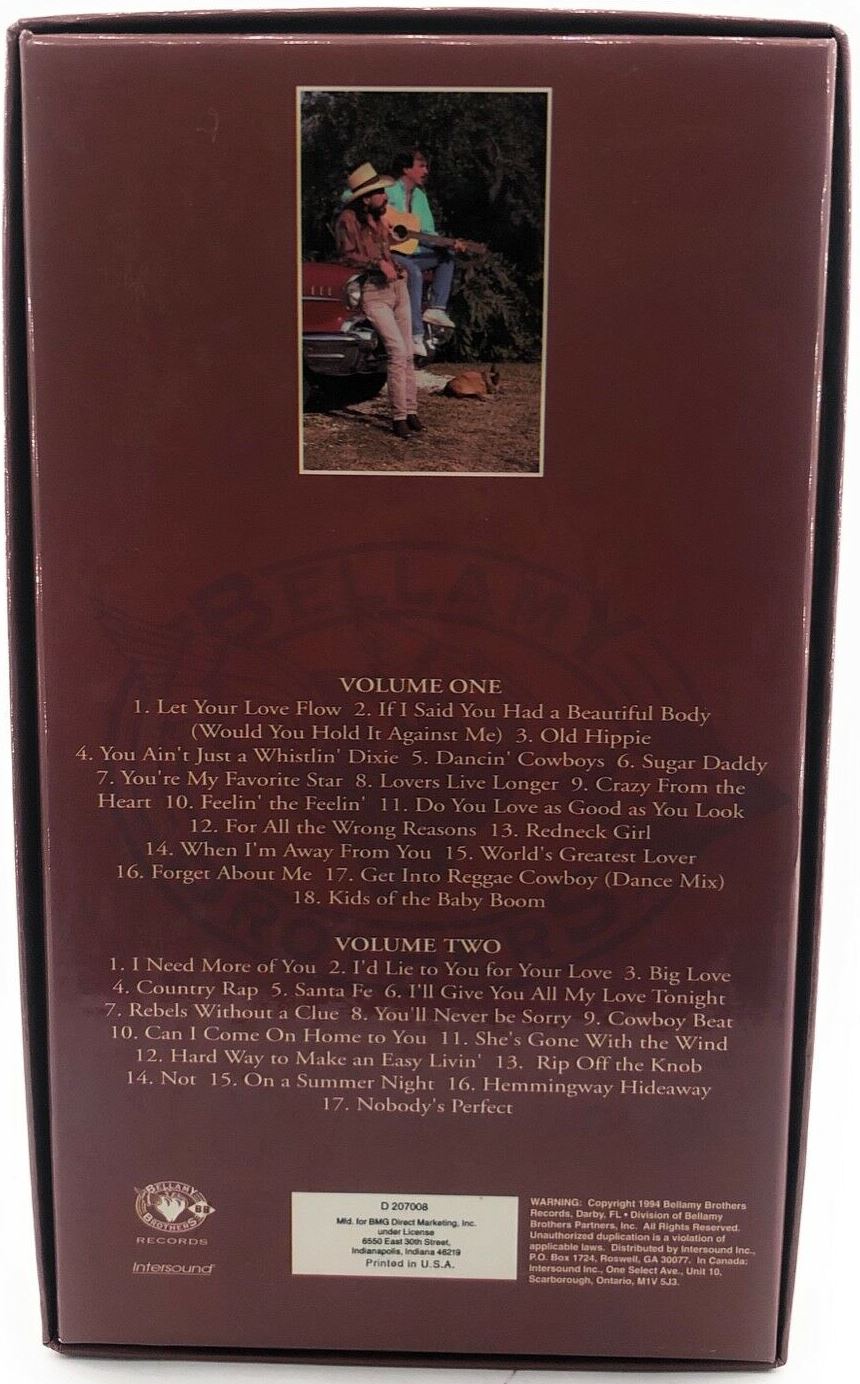 BELLAMY
BROTHERS
VOLUME ONE
1. Let Your Love Flow 2. If I Said You Had a Beautiful Body
(Would You Hold It Against Me) 3. Old Hippie
4. You Ain't Just a Whistlin' Dixie 5. Dancin' Cowboys 6. Sugar Daddy
7. You're My Favorite Star 8. Lovers Live Longer 9. Crazy From the
Heart 10. Feelin' the Feelin' 11. Do You Love as Good as You Look
12. For All the Wrong Reasons 13. Redneck Girl
14. When I'm Away From You 15. World's Greatest Lover
16. Forget About Me 17. Get Into Reggae Cowboy (Dance Mix)
18. Kids of the Baby Boom
VOLUME TWO
1. I Need More of You 2. I'd Lie to You for Your Love 3. Big Love
4. Country Rap 5. Santa Fe 6. I'll Give You All My Love Tonight
7. Rebels Without a Clue 8. You'll Never be Sorry 9. Cowboy Beat
10. Can I Come On Home to You 11. She's Gone With the Wind
12. Hard Way to Make an Easy Livin' 13. Rip Off the Knob
14. Not 15. On a Summer Night 16. Hemmingway Hideaway
17. Nobody's Perfect
BELLAMY
BROTHERS
BB
RECORDS
Intersound
D 207008
Mfd. for BMG Direct Marketing, Inc.
under License
6550 East 30th Street,
Indianapolis, Indiana 46219
Printed in U.S.A.
WARNING: Copyright 1994 Bellamy Brothers
Records, Darby, FL • Division of Bellamy
Brothers Partners, Inc. All Rights Reserved.
Unauthorized duplication is a violation of
applicable laws. Distributed by Intersound Inc.,
P.O. Box 1724, Roswell, GA 30077. In Canada:
Intersound Inc., One Select Ave., Unit 10,
Scarborough, Ontario, M1V 5J3.